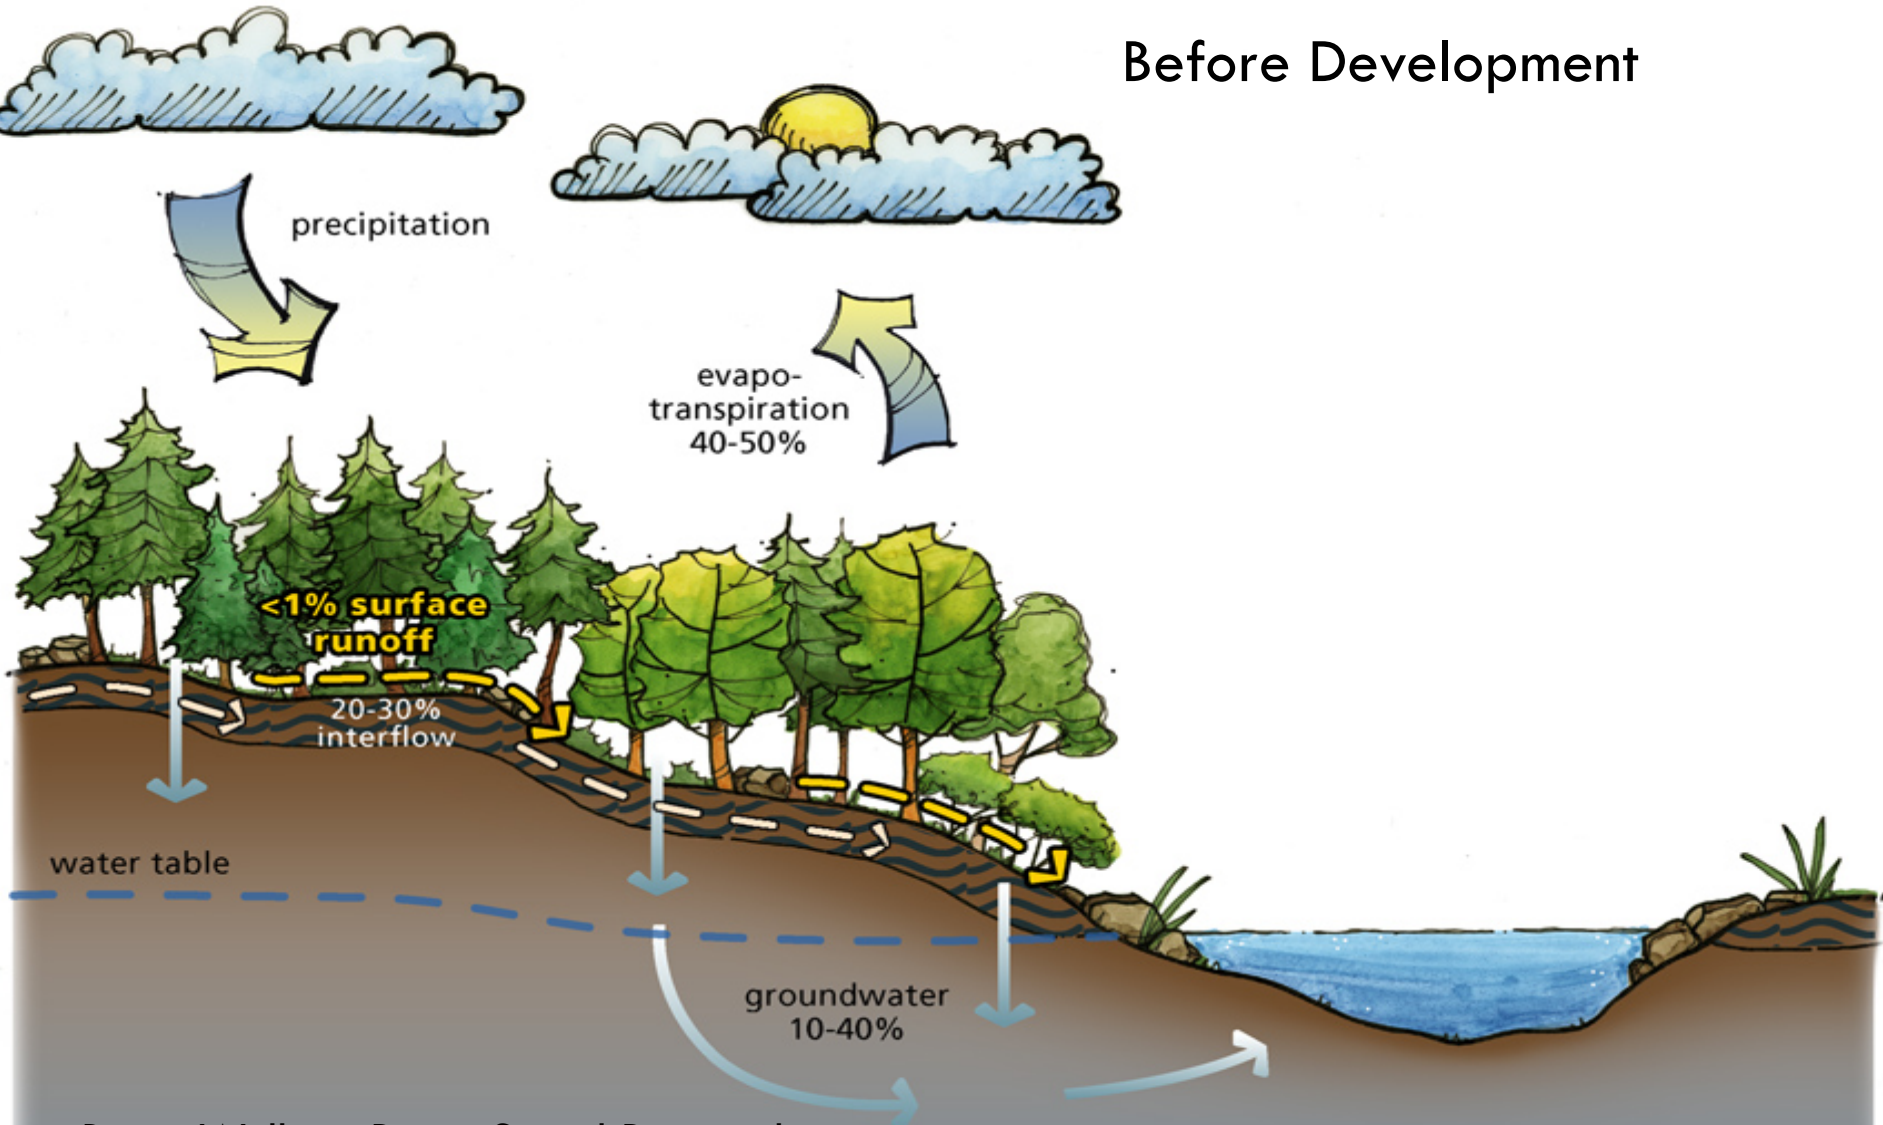 Before Development
precipitation
evapo-
transpiration
40-50%
<1% surface
runoff
20-30%
interflow
water table
groundwater
10-40%